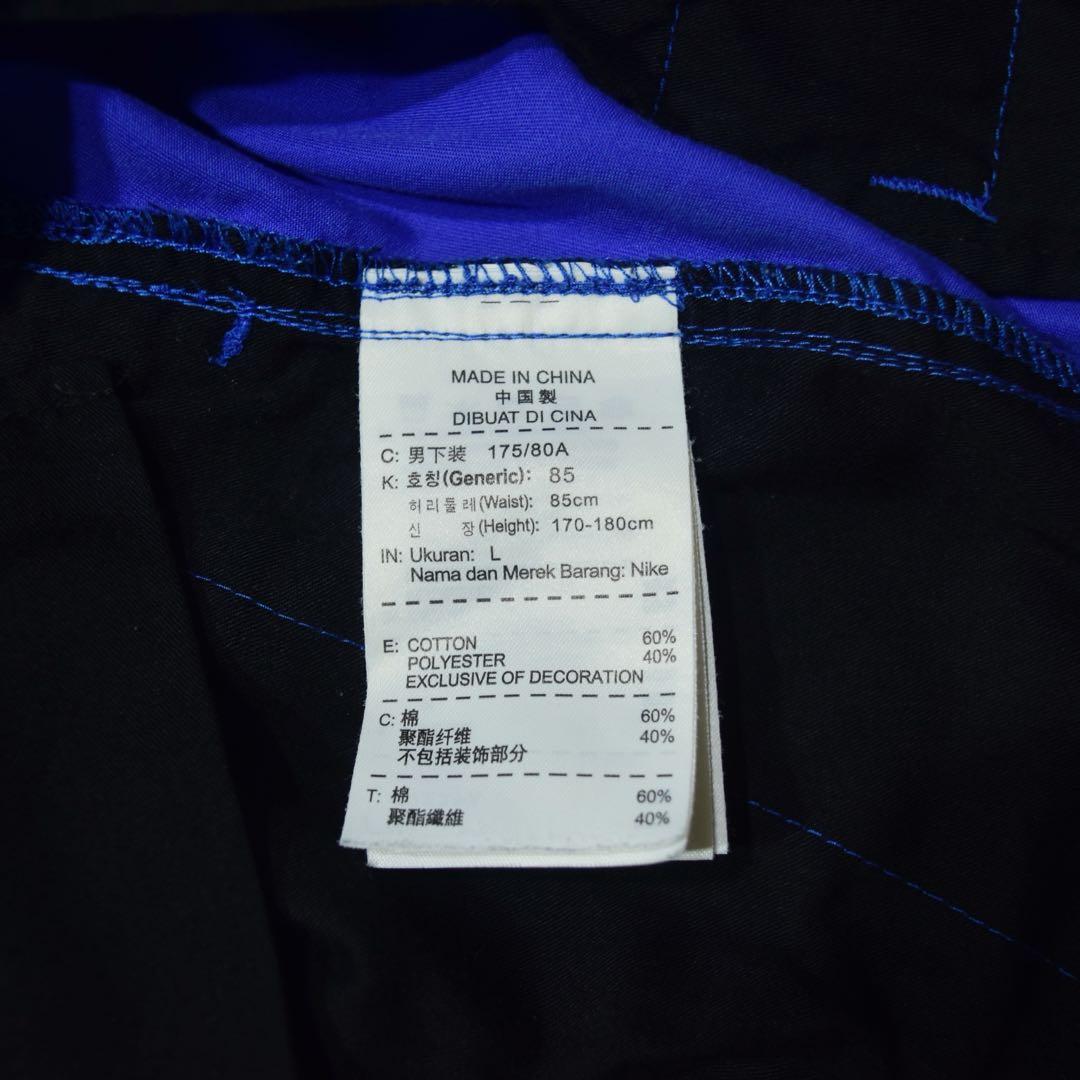 MADE IN CHINA
中国製
DIBUAT DI CINA
C: 男下装 175/80A
K: 호칭(Generic): 85
허리둘레(Waist): 85cm
신 장(Height): 170-180cm
IN: Ukuran: L
Nama dan Merek Barang: Nike
E: COTTON 60%
POLYESTER 40%
EXCLUSIVE OF DECORATION
C: 棉 60%
聚酯纤维 40%
不包括装饰部分
T: 棉 60%
聚酯纖維 40%